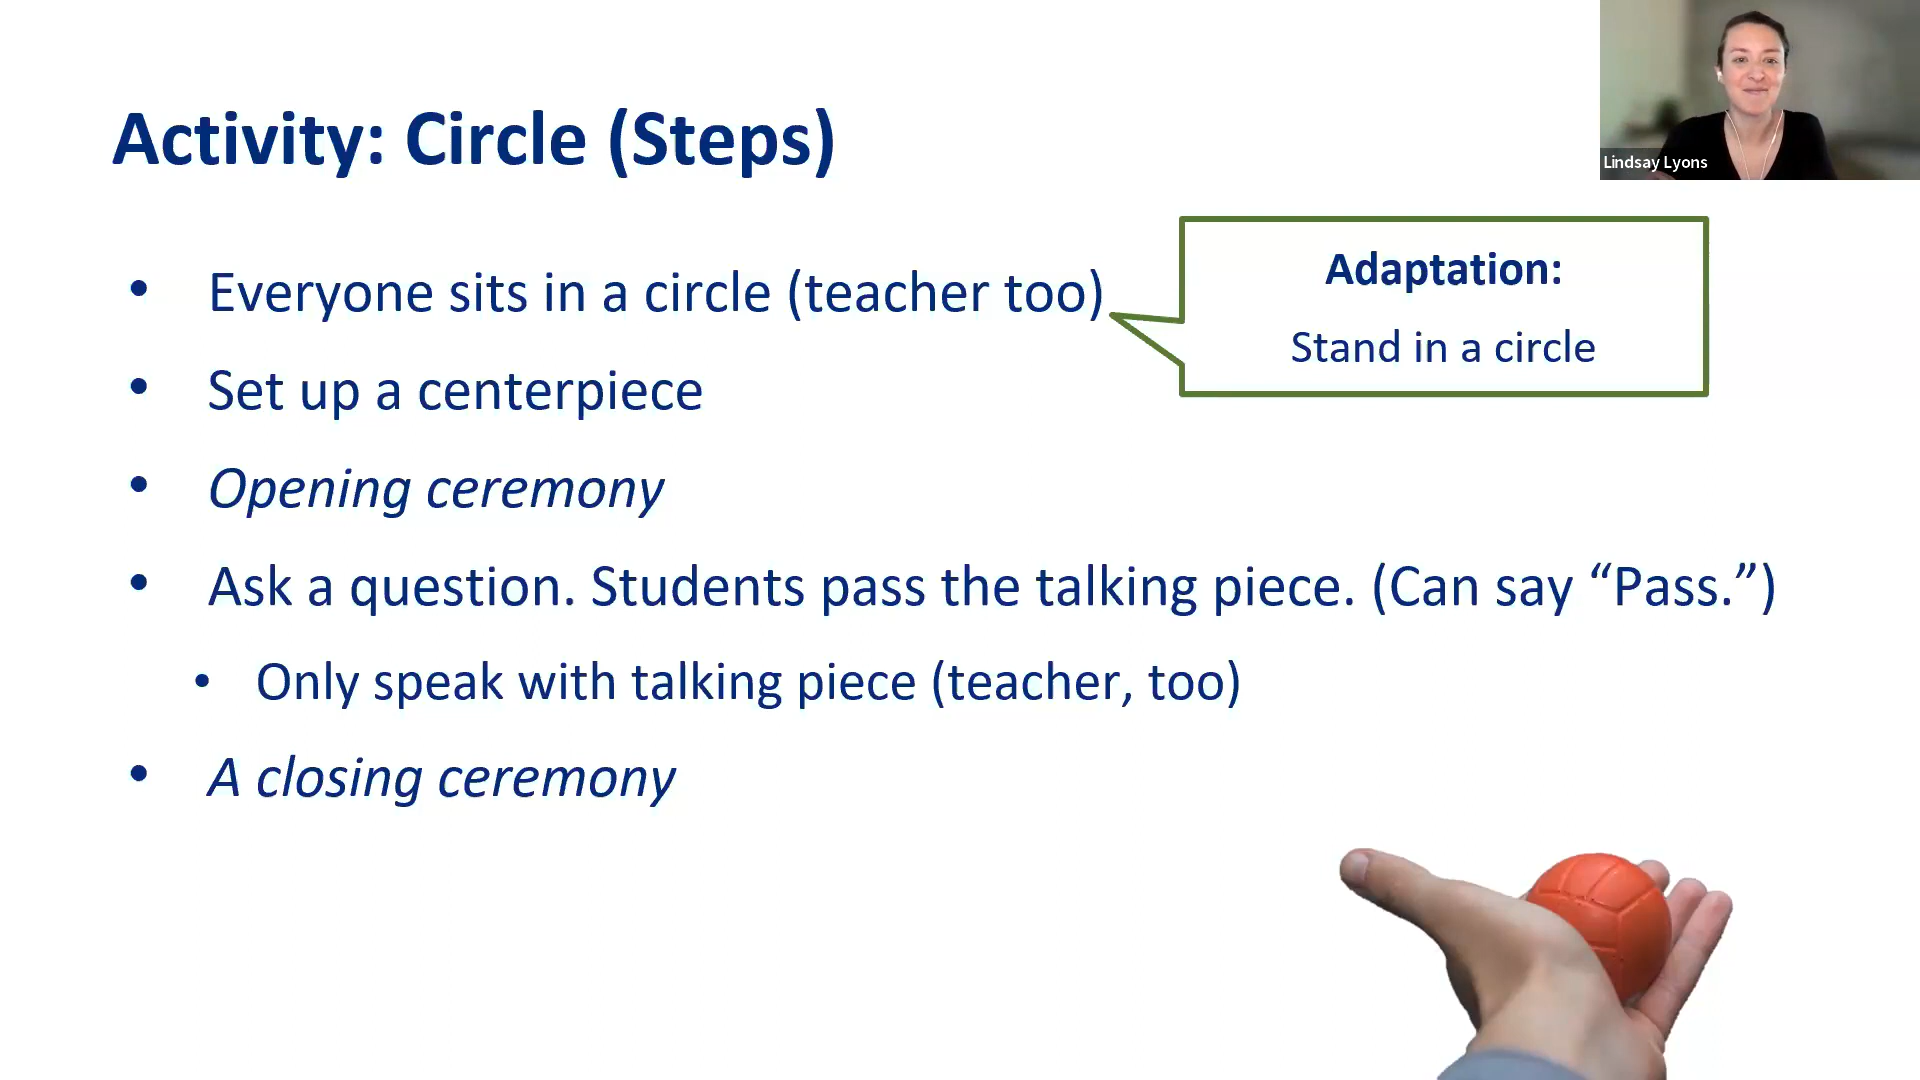 Activity: Circle (Steps)
Lindsay Lyons
• Everyone sits in a circle (teacher too)
Adaptation:
Stand in a circle
• Set up a centerpiece
• Opening ceremony
• Ask a question. Students pass the talking piece. (Can say “Pass.”)
• Only speak with talking piece (teacher, too)
• A closing ceremony